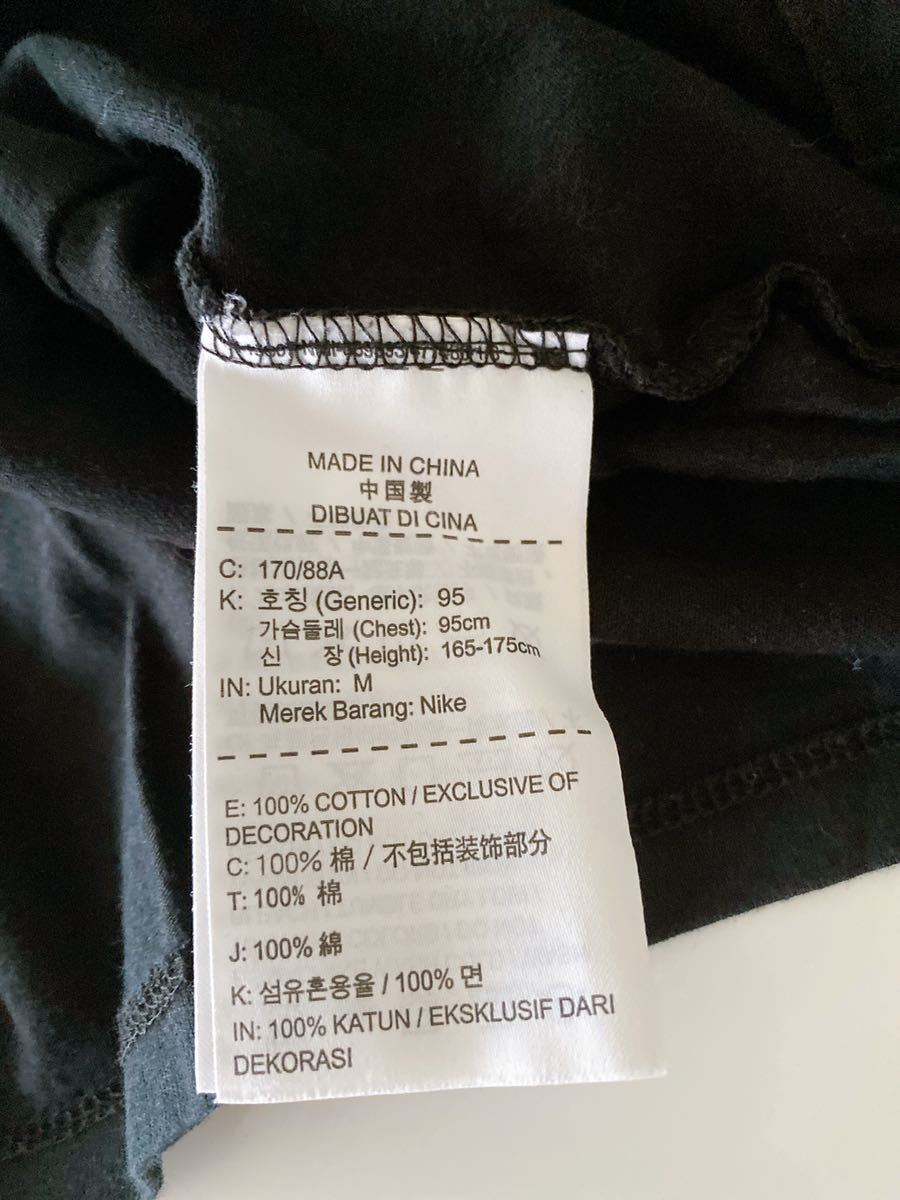 MADE IN CHINA
中国製
DIBUAT DI CINA
C: 170/88A
K: 호칭 (Generic): 95
가슴둘레 (Chest): 95cm
신 장 (Height): 165-175cm
IN: Ukuran: M
Merek Barang: Nike
E: 100% COTTON / EXCLUSIVE OF
DECORATION
C: 100% 棉 / 不包括装饰部分
T: 100% 棉
J: 100% 綿
K: 섬유혼용율 / 100% 면
IN: 100% KATUN / EKSKLUSIF DARI
DEKORASI